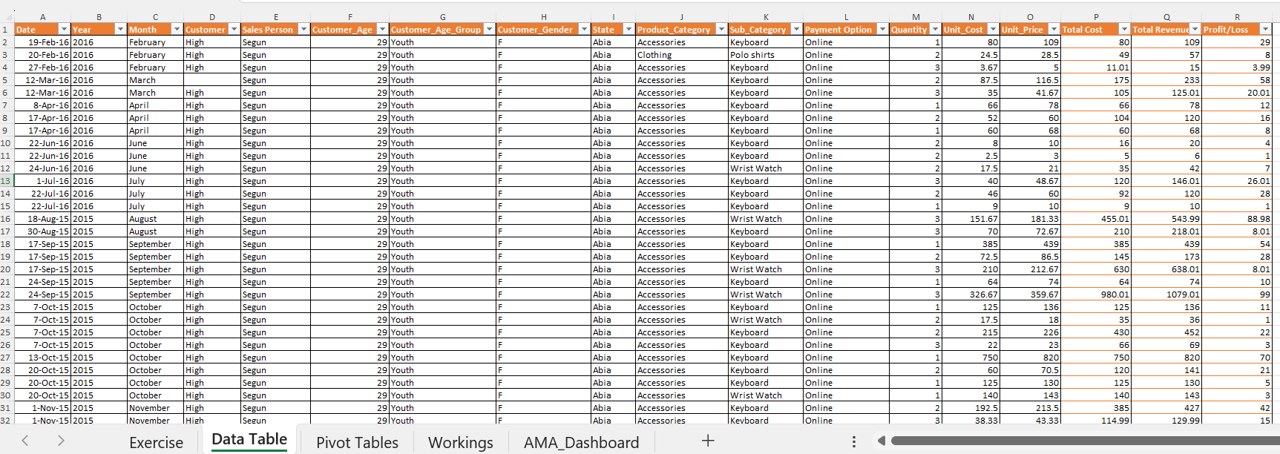 A B C D E F G H I J K L M N O P Q R
1 Date Year Month Customer Sales Person Customer_Age Customer_Age_Group Customer_Gender State Product_Category Sub_Category Payment Option Quantity Unit_Cost Unit_Price Total Cost Total Revenue Profit/Loss
2 19-Feb-16 2016 February High Segun 29 Youth F Abia Accessories Keyboard Online 1 80 109 80 109 29
3 20-Feb-16 2016 February High Segun 29 Youth F Abia Clothing Polo shirts Online 2 24.5 28.5 49 57 8
4 27-Feb-16 2016 February High Segun 29 Youth F Abia Accessories Keyboard Online 3 3.67 5 11.01 15 3.99
5 12-Mar-16 2016 March Segun 29 Youth F Abia Accessories Keyboard Online 2 87.5 116.5 175 233 58
6 12-Mar-16 2016 March High Segun 29 Youth F Abia Accessories Keyboard Online 3 35 41.67 105 125.01 20.01
7 8-Apr-16 2016 April High Segun 29 Youth F Abia Accessories Keyboard Online 1 66 78 66 78 12
8 17-Apr-16 2016 April High Segun 29 Youth F Abia Accessories Keyboard Online 2 52 60 104 120 16
9 17-Apr-16 2016 April High Segun 29 Youth F Abia Accessories Keyboard Online 1 60 68 60 68 8
10 22-Jun-16 2016 June High Segun 29 Youth F Abia Accessories Keyboard Online 2 8 10 16 20 4
11 22-Jun-16 2016 June High Segun 29 Youth F Abia Accessories Keyboard Online 2 2.5 3 5 6 1
12 24-Jun-16 2016 June High Segun 29 Youth F Abia Accessories Wrist Watch Online 2 17.5 21 35 42 7
13 1-Jul-16 2016 July High Segun 29 Youth F Abia Accessories Keyboard Online 3 40 48.67 120 146.01 26.01
14 22-Jul-16 2016 July High Segun 29 Youth F Abia Accessories Keyboard Online 2 46 60 92 120 28
15 22-Jul-16 2016 July High Segun 29 Youth F Abia Accessories Keyboard Online 1 9 10 9 10 1
16 18-Aug-15 2015 August High Segun 29 Youth F Abia Accessories Wrist Watch Online 3 151.67 181.33 455.01 543.99 88.98
17 30-Aug-15 2015 August High Segun 29 Youth F Abia Accessories Keyboard Online 3 70 72.67 210 218.01 8.01
18 17-Sep-15 2015 September High Segun 29 Youth F Abia Accessories Keyboard Online 1 385 439 385 439 54
19 17-Sep-15 2015 September High Segun 29 Youth F Abia Accessories Keyboard Online 2 72.5 86.5 145 173 28
20 17-Sep-15 2015 September High Segun 29 Youth F Abia Accessories Wrist Watch Online 3 210 212.67 630 638.01 8.01
21 24-Sep-15 2015 September High Segun 29 Youth F Abia Accessories Keyboard Online 1 64 74 64 74 10
22 24-Sep-15 2015 September High Segun 29 Youth F Abia Accessories Wrist Watch Online 3 326.67 359.67 980.01 1079.01 99
23 7-Oct-15 2015 October High Segun 29 Youth F Abia Accessories Keyboard Online 1 125 136 125 136 11
24 7-Oct-15 2015 October High Segun 29 Youth F Abia Accessories Wrist Watch Online 2 17.5 18 35 36 1
25 7-Oct-15 2015 October High Segun 29 Youth F Abia Accessories Keyboard Online 2 215 226 430 452 22
26 7-Oct-15 2015 October High Segun 29 Youth F Abia Accessories Keyboard Online 3 22 23 66 69 3
27 13-Oct-15 2015 October High Segun 29 Youth F Abia Accessories Keyboard Online 1 750 820 750 820 70
28 20-Oct-15 2015 October High Segun 29 Youth F Abia Accessories Keyboard Online 2 60 70.5 120 141 21
29 20-Oct-15 2015 October High Segun 29 Youth F Abia Accessories Keyboard Online 1 125 130 125 130 5
30 20-Oct-15 2015 October High Segun 29 Youth F Abia Accessories Wrist Watch Online 1 140 143 140 143 3
31 1-Nov-15 2015 November High Segun 29 Youth F Abia Accessories Keyboard Online 2 192.5 213.5 385 427 42
32 1-Nov-15 2015 November High Segun 29 Youth F Abia Accessories Keyboard Online 3 38.33 43.33 114.99 129.99 15
Exercise Data Table Pivot Tables Workings AMA_Dashboard